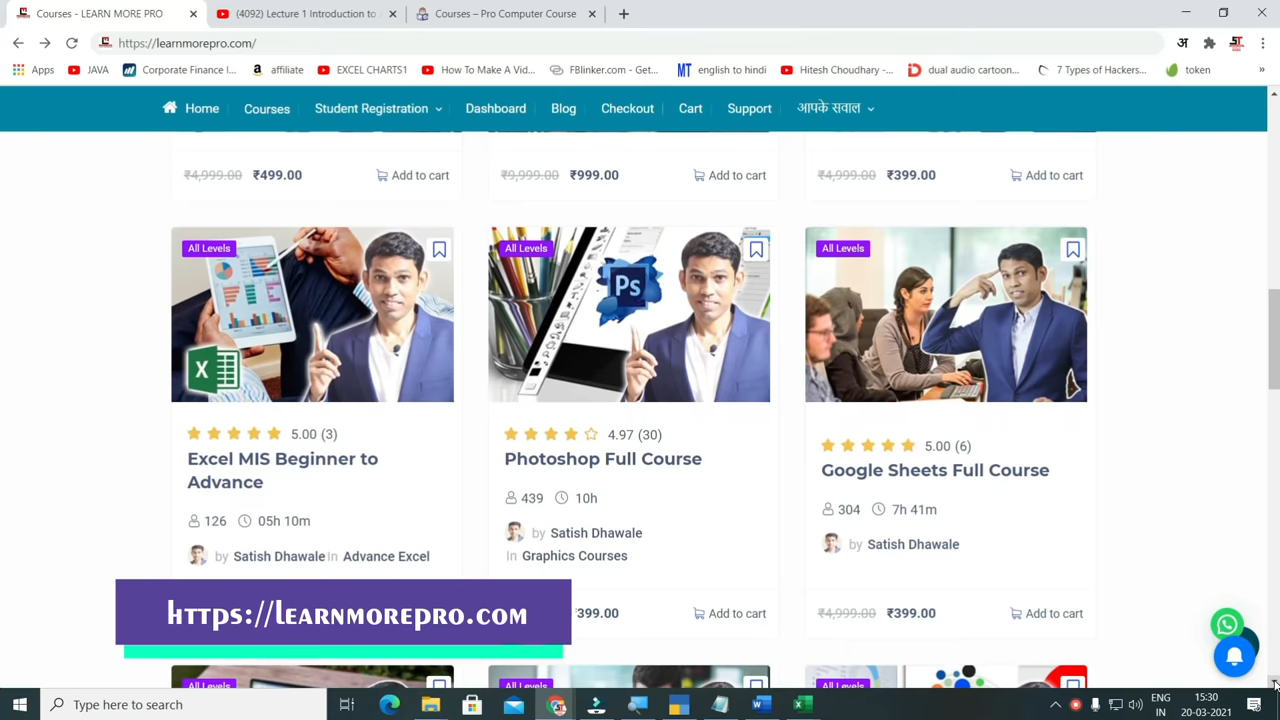 Courses - LEARN MORE PRO
(4092) Lecture 1 Introduction to
Courses – Pro Computer Course
https://learnmorepro.com/
अ
Apps
JAVA
Corporate Finance I...
affiliate
EXCEL CHARTS1
How To Make A Vid...
FBlinker.com - Get...
MT
english to hindi
Hitesh Choudhary -...
dual audio cartoon...
7 Types of Hackers...
token
Home
Courses
Student Registration
Dashboard
Blog
Checkout
Cart
Support
आपके सवाल
₹4,999.00 ₹499.00 Add to cart
₹9,999.00 ₹999.00 Add to cart
₹4,999.00 ₹399.00 Add to cart
All Levels
X
5.00 (3)
Excel MIS Beginner to
Advance
126 05h 10m
by Satish Dhawale in Advance Excel
All Levels
Ps
4.97 (30)
Photoshop Full Course
439 10h
by Satish Dhawale
In Graphics Courses
399.00 Add to cart
All Levels
5.00 (6)
Google Sheets Full Course
304 7h 41m
by Satish Dhawale
₹4,999.00 ₹399.00 Add to cart
https://learnmorepro.com
All Levels
All Levels
All Levels
Type here to search
ENG
IN
15:30
20-03-2021